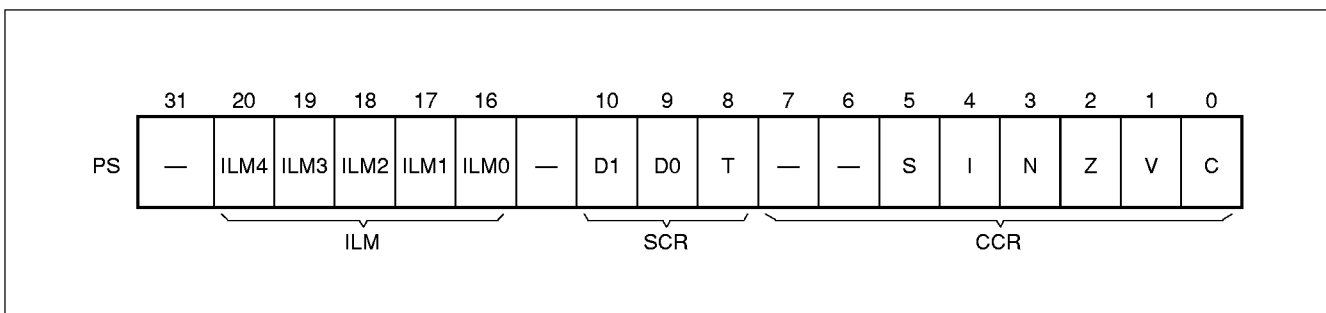 31 20 19 18 17 16 10 9 8 7 6 5 4 3 2 1 0
PS — ILM4 ILM3 ILM2 ILM1 ILM0 — D1 D0 T — — S I N Z V C
ILM SCR CCR